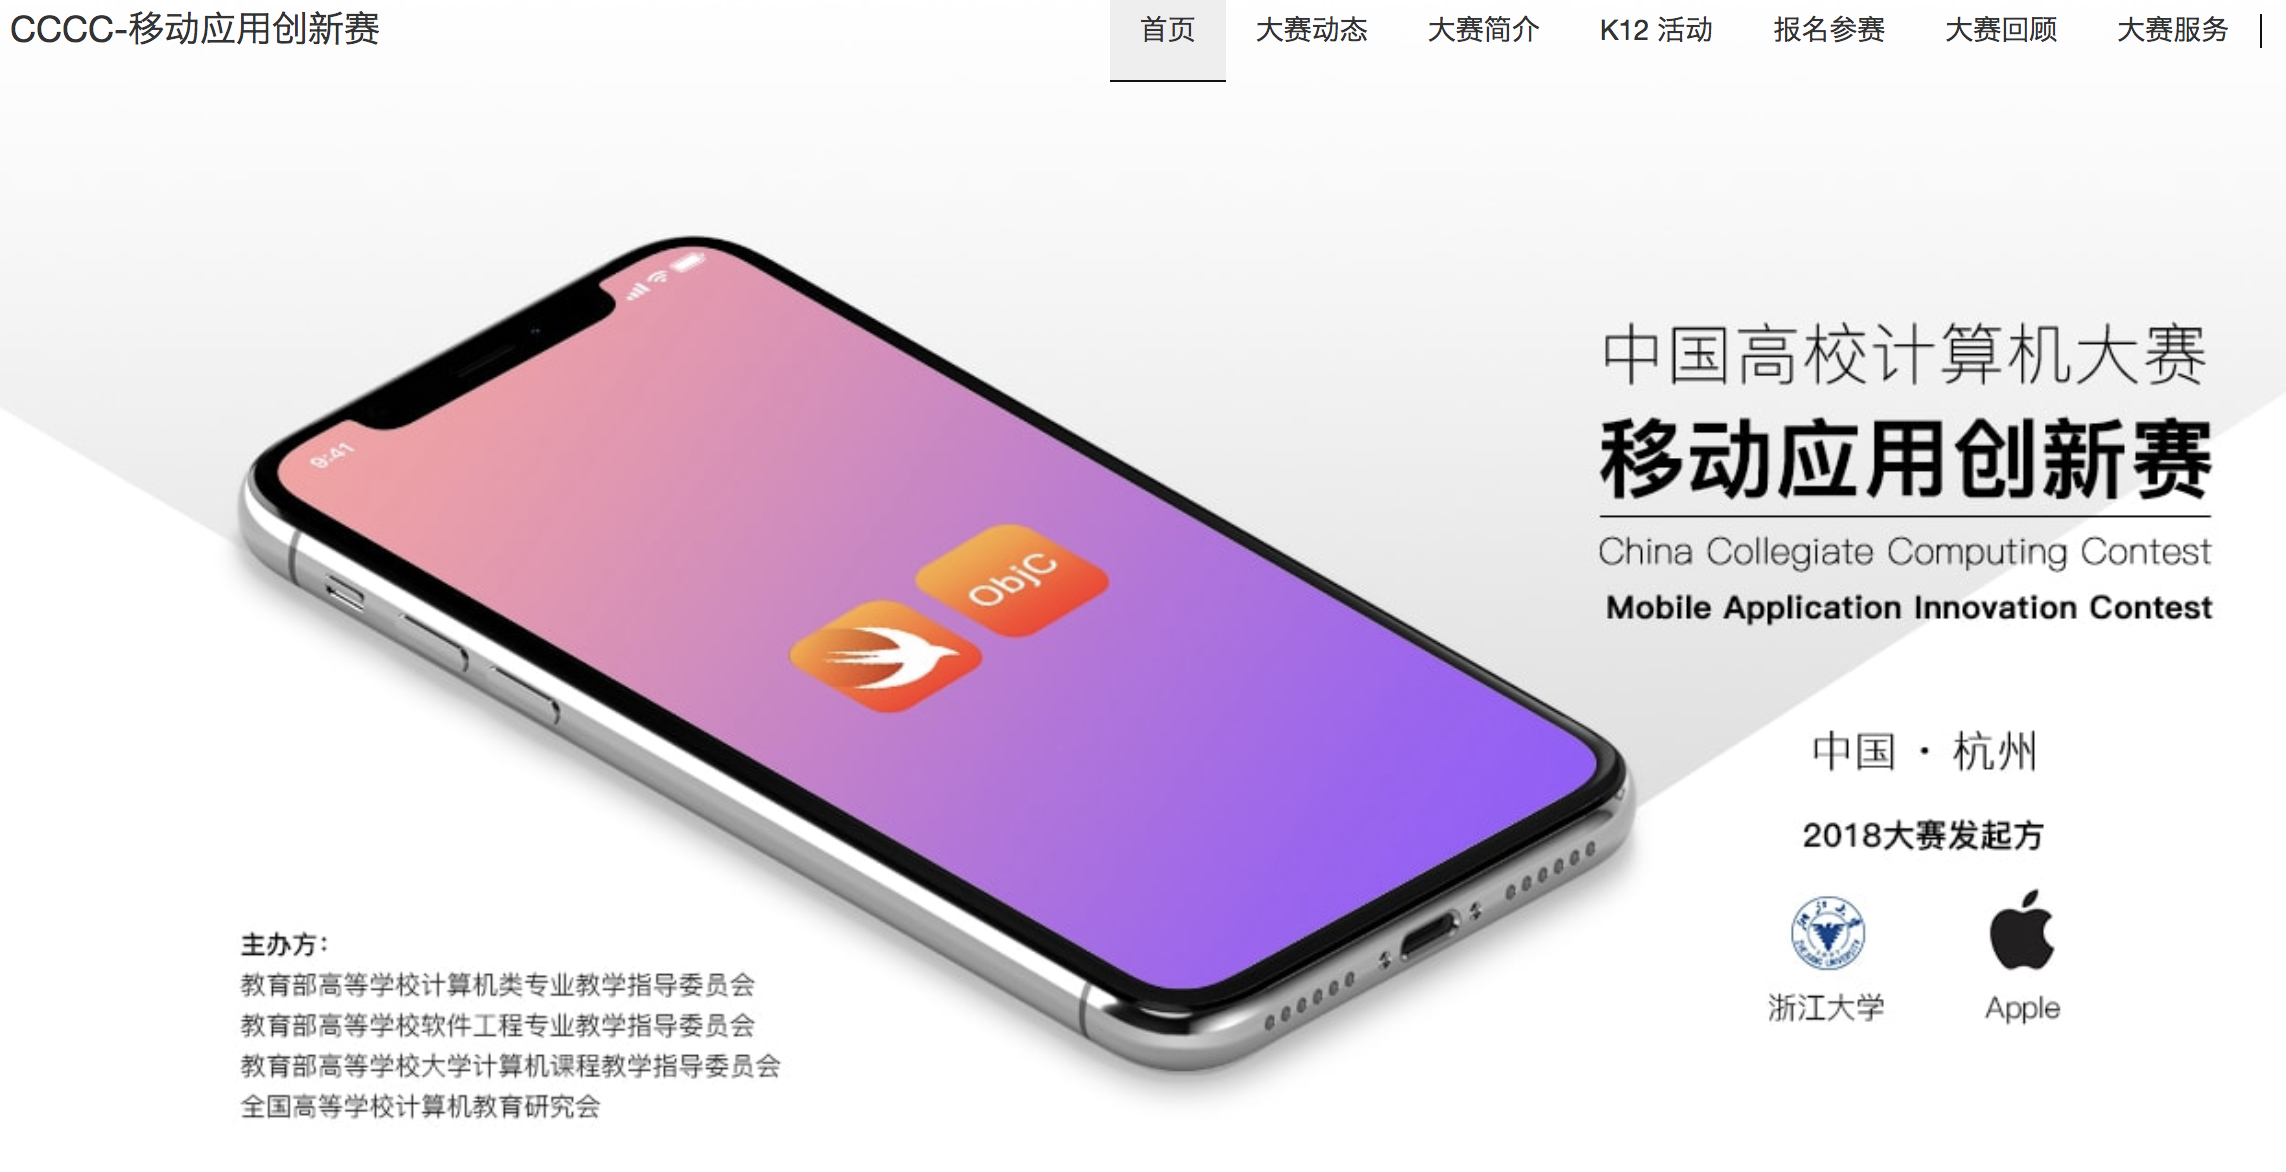 CCCC-移动应用创新赛
首页 大赛动态 大赛简介 K12 活动 报名参赛 大赛回顾 大赛服务
9:41
ObjC
中国高校计算机大赛
移动应用创新赛
China Collegiate Computing Contest
Mobile Application Innovation Contest
中国 · 杭州
2018大赛发起方
浙江大学
Apple
主办方：
教育部高等学校计算机类专业教学指导委员会
教育部高等学校软件工程专业教学指导委员会
教育部高等学校大学计算机课程教学指导委员会
全国高等学校计算机教育研究会